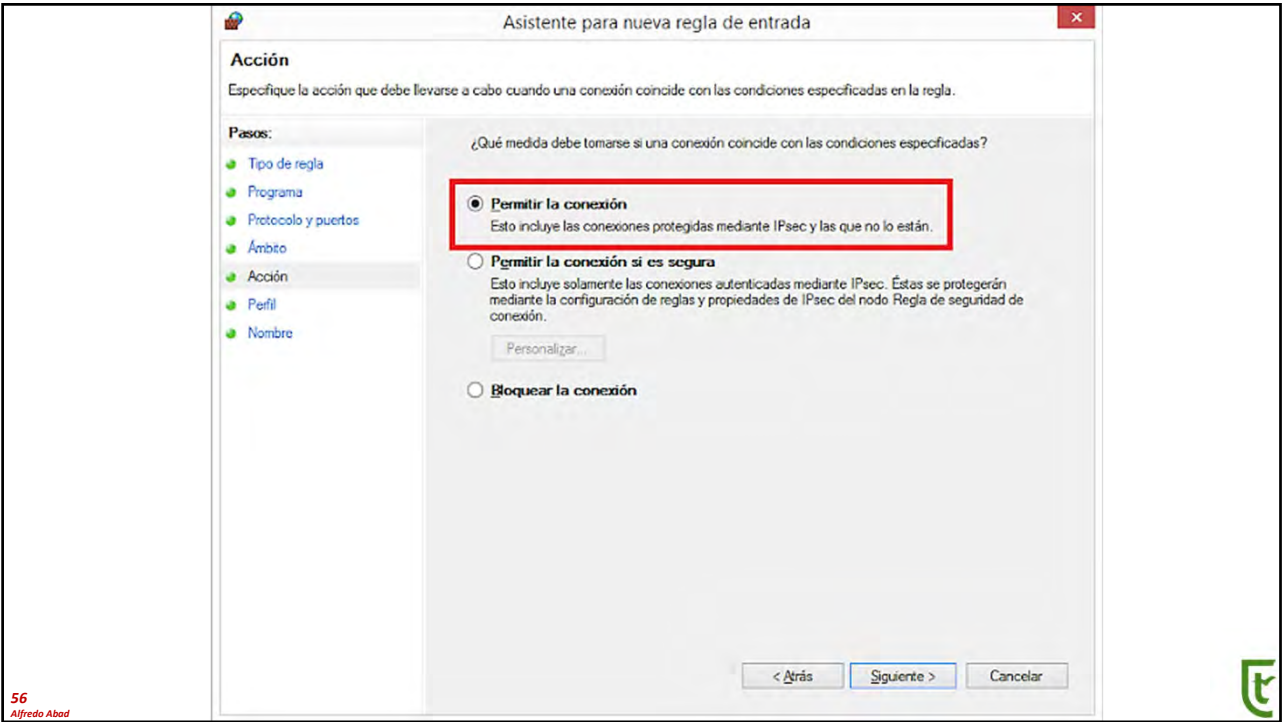 Asistente para nueva regla de entrada
Acción
Especifique la acción que debe llevarse a cabo cuando una conexión coincide con las condiciones especificadas en la regla.
Pasos:
Tipo de regla
Programa
Protocolo y puertos
Ámbito
Acción
Perfil
Nombre
¿Qué medida debe tomarse si una conexión coincide con las condiciones especificadas?
Permitir la conexión
Esto incluye las conexiones protegidas mediante IPsec y las que no lo están.
Permitir la conexión si es segura
Esto incluye solamente las conexiones autenticadas mediante IPsec. Éstas se protegerán
mediante la configuración de reglas y propiedades de IPsec del nodo Regla de seguridad de
conexión.
Personalizar...
Bloquear la conexión
< Atrás
Siguiente >
Cancelar
56
Alfredo Abad